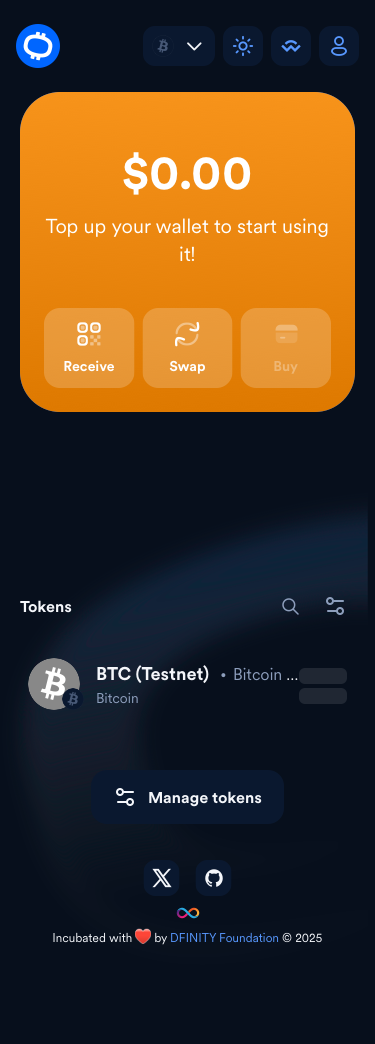 $0.00
Top up your wallet to start using
it!
Receive
Swap
Buy
Tokens
BTC (Testnet) • Bitcoin ...
Bitcoin
Manage tokens
Incubated with ❤️ by DFINITY Foundation © 2025